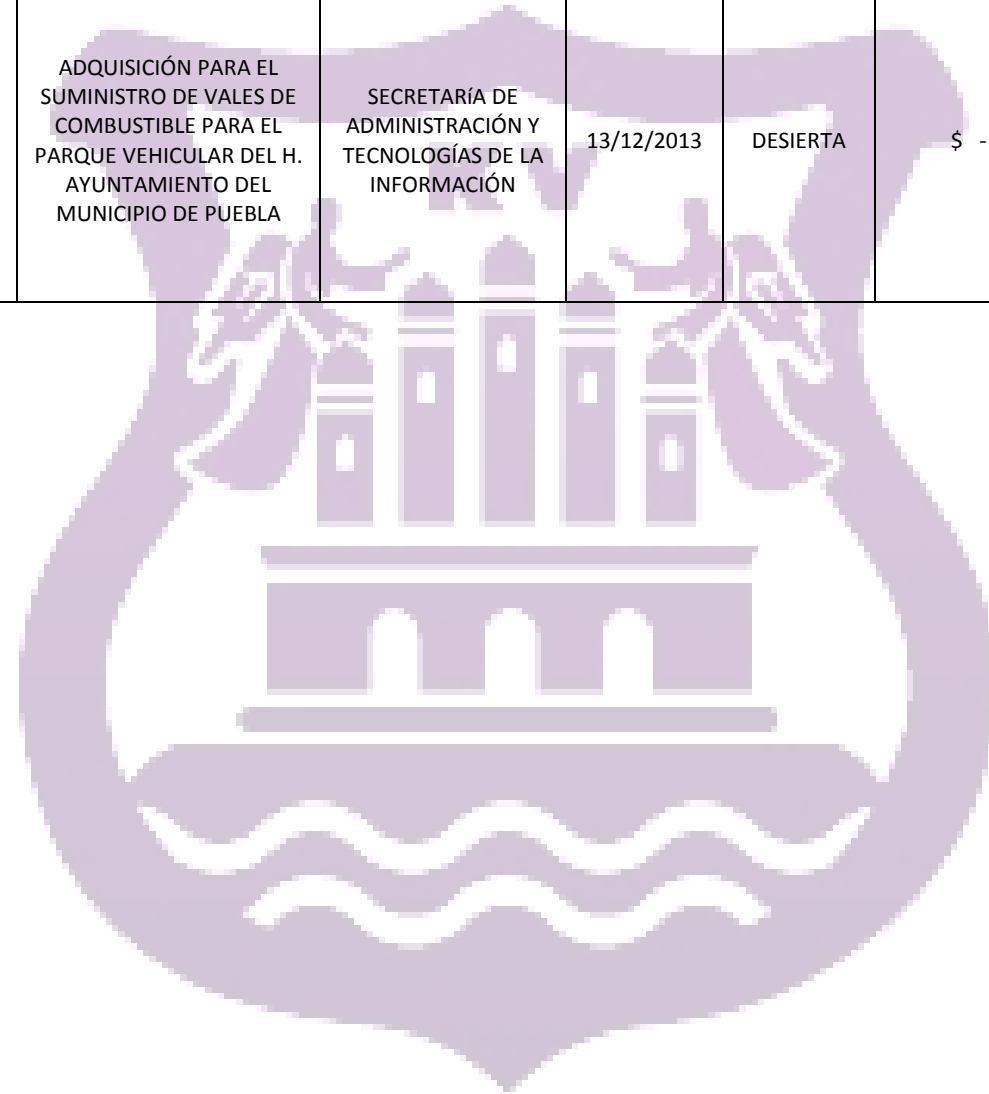 ADQUISICIÓN PARA EL
SUMINISTRO DE VALES DE
COMBUSTIBLE PARA EL
PARQUE VEHICULAR DEL H.
AYUNTAMIENTO DEL
MUNICIPIO DE PUEBLA
SECRETARíA DE
ADMINISTRACIÓN Y
TECNOLOGÍAS DE LA
INFORMACIÓN
13/12/2013
DESIERTA
$ -
KV